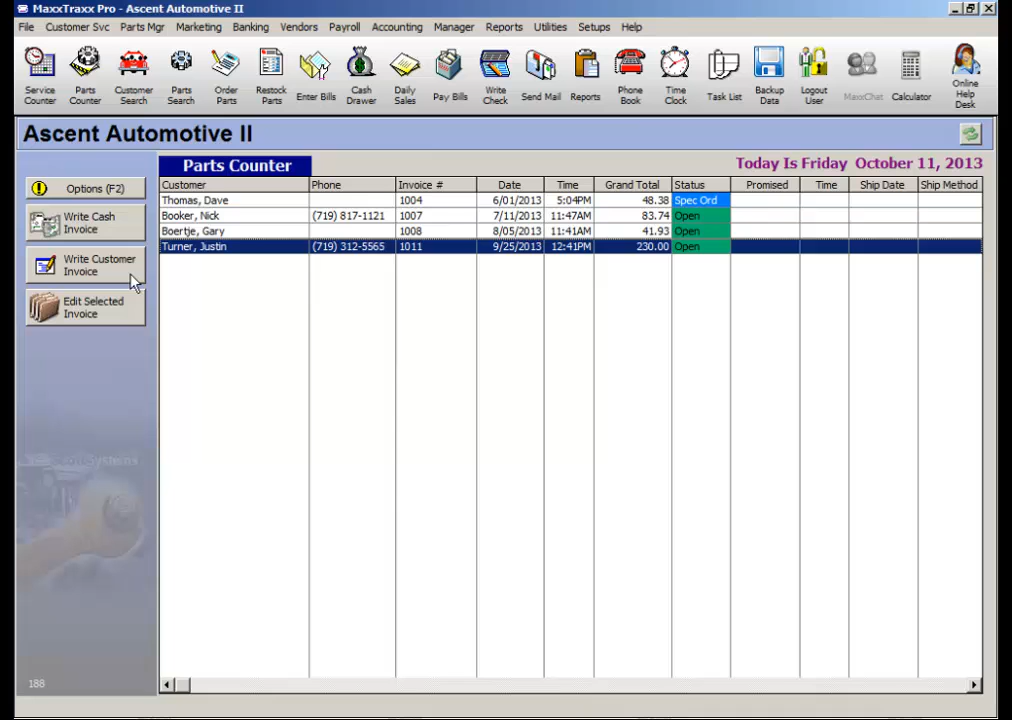 MaxxTraxx Pro - Ascent Automotive II
File Customer Svc Parts Mgr Marketing Banking Vendors Payroll Accounting Manager Reports Utilities Setups Help
Service Counter Parts Counter Customer Search Parts Search Order Parts Restock Parts Enter Bills Cash Drawer Daily Sales Pay Bills Write Check Send Mail Reports Phone Book Time Clock Task List Backup Data Logout User MaxxChat Calculator Online Help Desk
Ascent Automotive II
Parts Counter Today Is Friday October 11, 2013
Options (F2)
Write Cash Invoice
Write Customer Invoice
Edit Selected Invoice
Customer Phone Invoice # Date Time Grand Total Status Promised Time Ship Date Ship Method
Thomas, Dave 1004 6/01/2013 5:04PM 48.38 Spec Ord
Booker, Nick (719) 817-1121 1007 7/11/2013 11:47AM 83.74 Open
Boertje, Gary 1008 8/05/2013 11:41AM 41.93 Open
Turner, Justin (719) 312-5565 1011 9/25/2013 12:41PM 230.00 Open
188